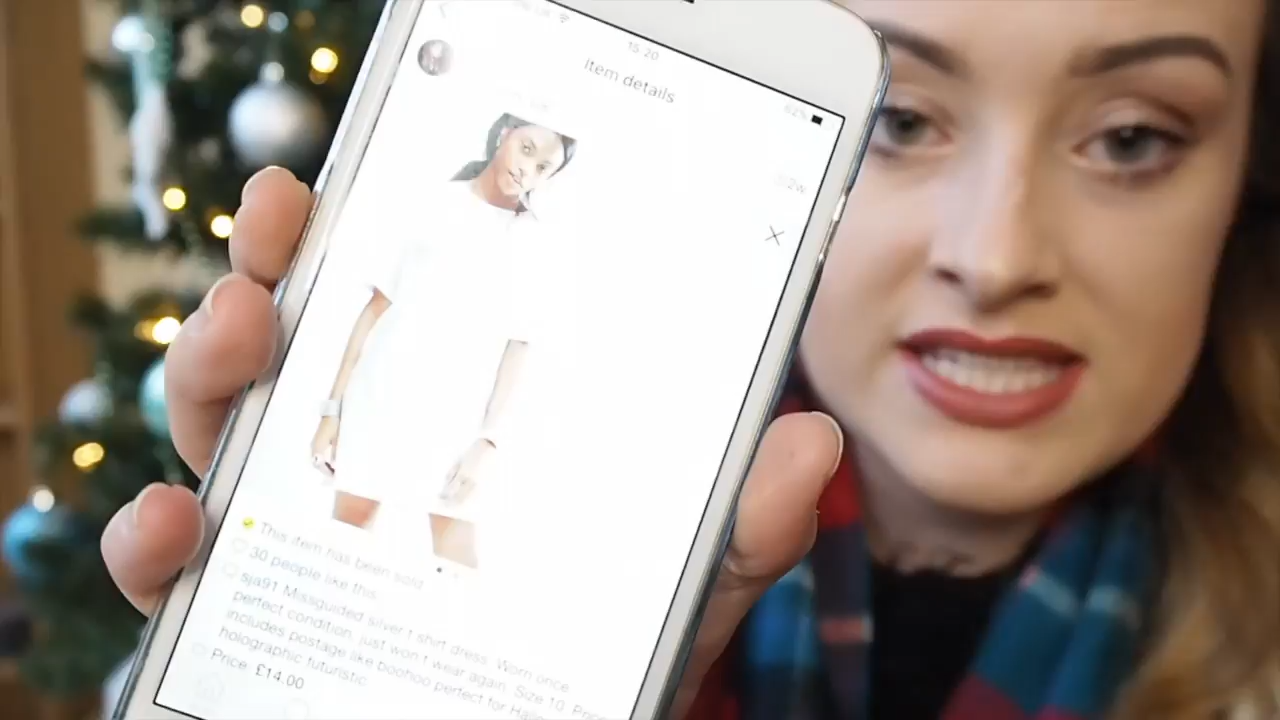 15:20
Item details
62%
2w
This item has been sold
30 people like this
sja91 Missguided silver t shirt dress. Worn once
perfect condition, just won't wear again. Size 10. Price
includes postage like boohoo perfect for
holographic futuristic
Price £14.00